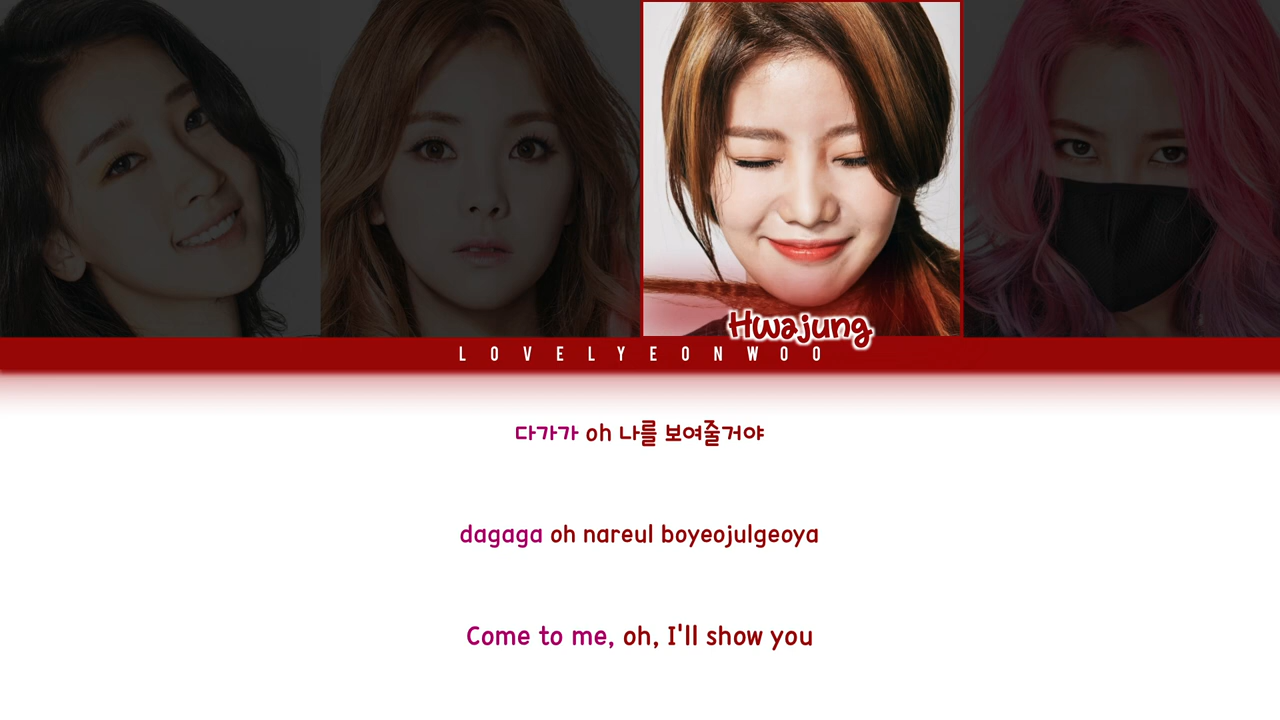 Hwajung
LOVELYEONWOO
다가가 oh 나를 보여줄거야
dagaga oh nareul boyeojulgeoya
Come to me, oh, I'll show you